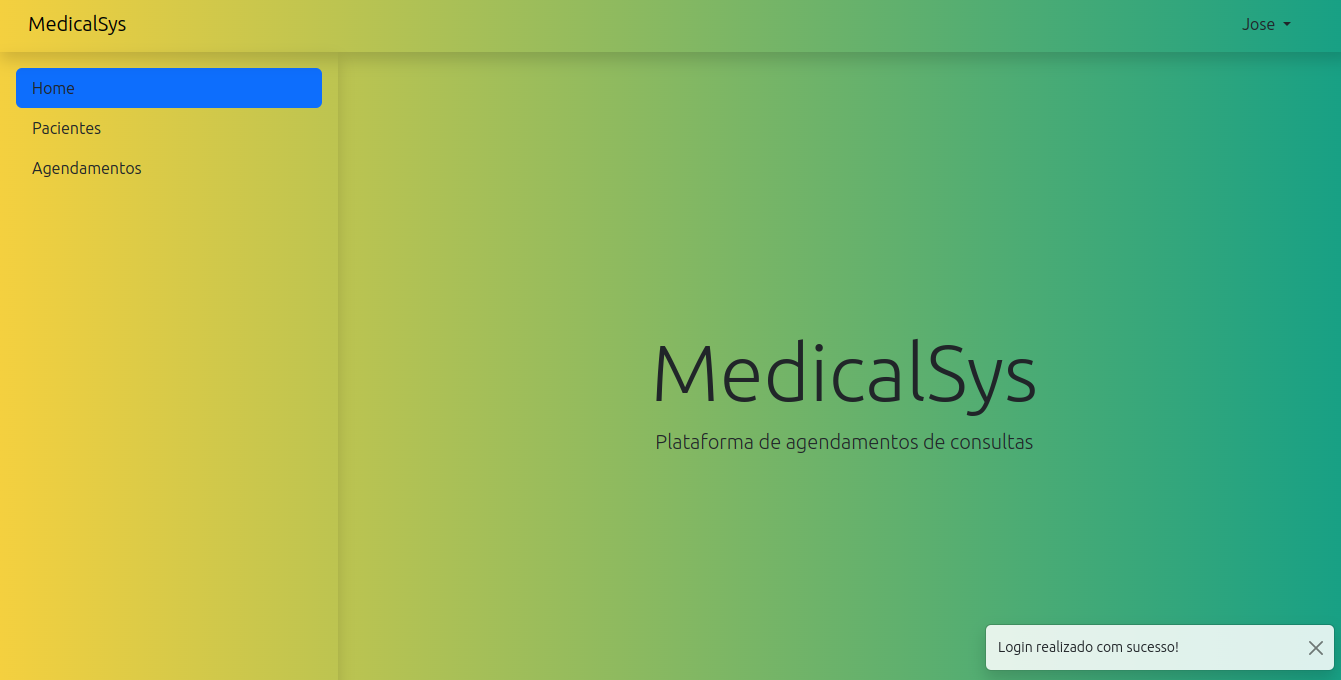 MedicalSys
Jose
Home
Pacientes
Agendamentos
MedicalSys
Plataforma de agendamentos de consultas
Login realizado com sucesso!